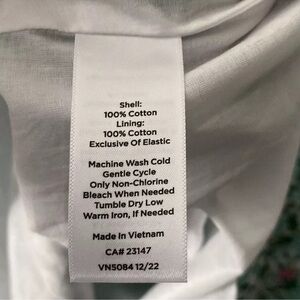 Shell:
100% Cotton
Lining:
100% Cotton
Exclusive Of Elastic
Machine Wash Cold
Gentle Cycle
Only Non-Chlorine
Bleach When Needed
Tumble Dry Low
Warm Iron, If Needed
Made In Vietnam
CA# 23147
VN5084 12/22